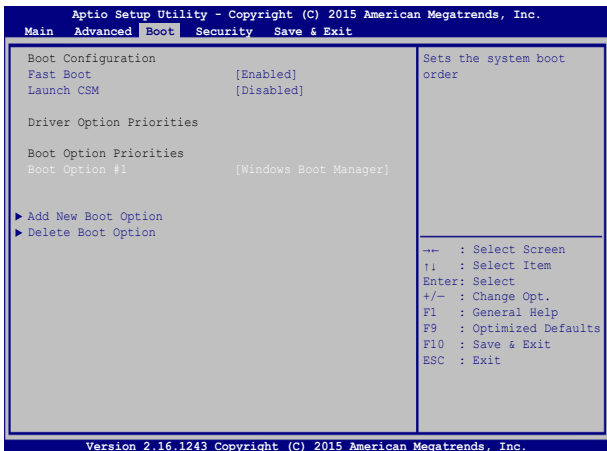 Aptio Setup Utility - Copyright (C) 2015 American Megatrends, Inc.
Main Advanced Boot Security Save & Exit
Boot Configuration
Fast Boot [Enabled]
Launch CSM [Disabled]
Driver Option Priorities
Boot Option Priorities
Boot Option #1 [Windows Boot Manager]
▶ Add New Boot Option
▶ Delete Boot Option
Sets the system boot
order
→← : Select Screen
↑↓ : Select Item
Enter: Select
+/— : Change Opt.
F1 : General Help
F9 : Optimized Defaults
F10 : Save & Exit
ESC : Exit
Version 2.16.1243 Copyright (C) 2015 American Megatrends, Inc.